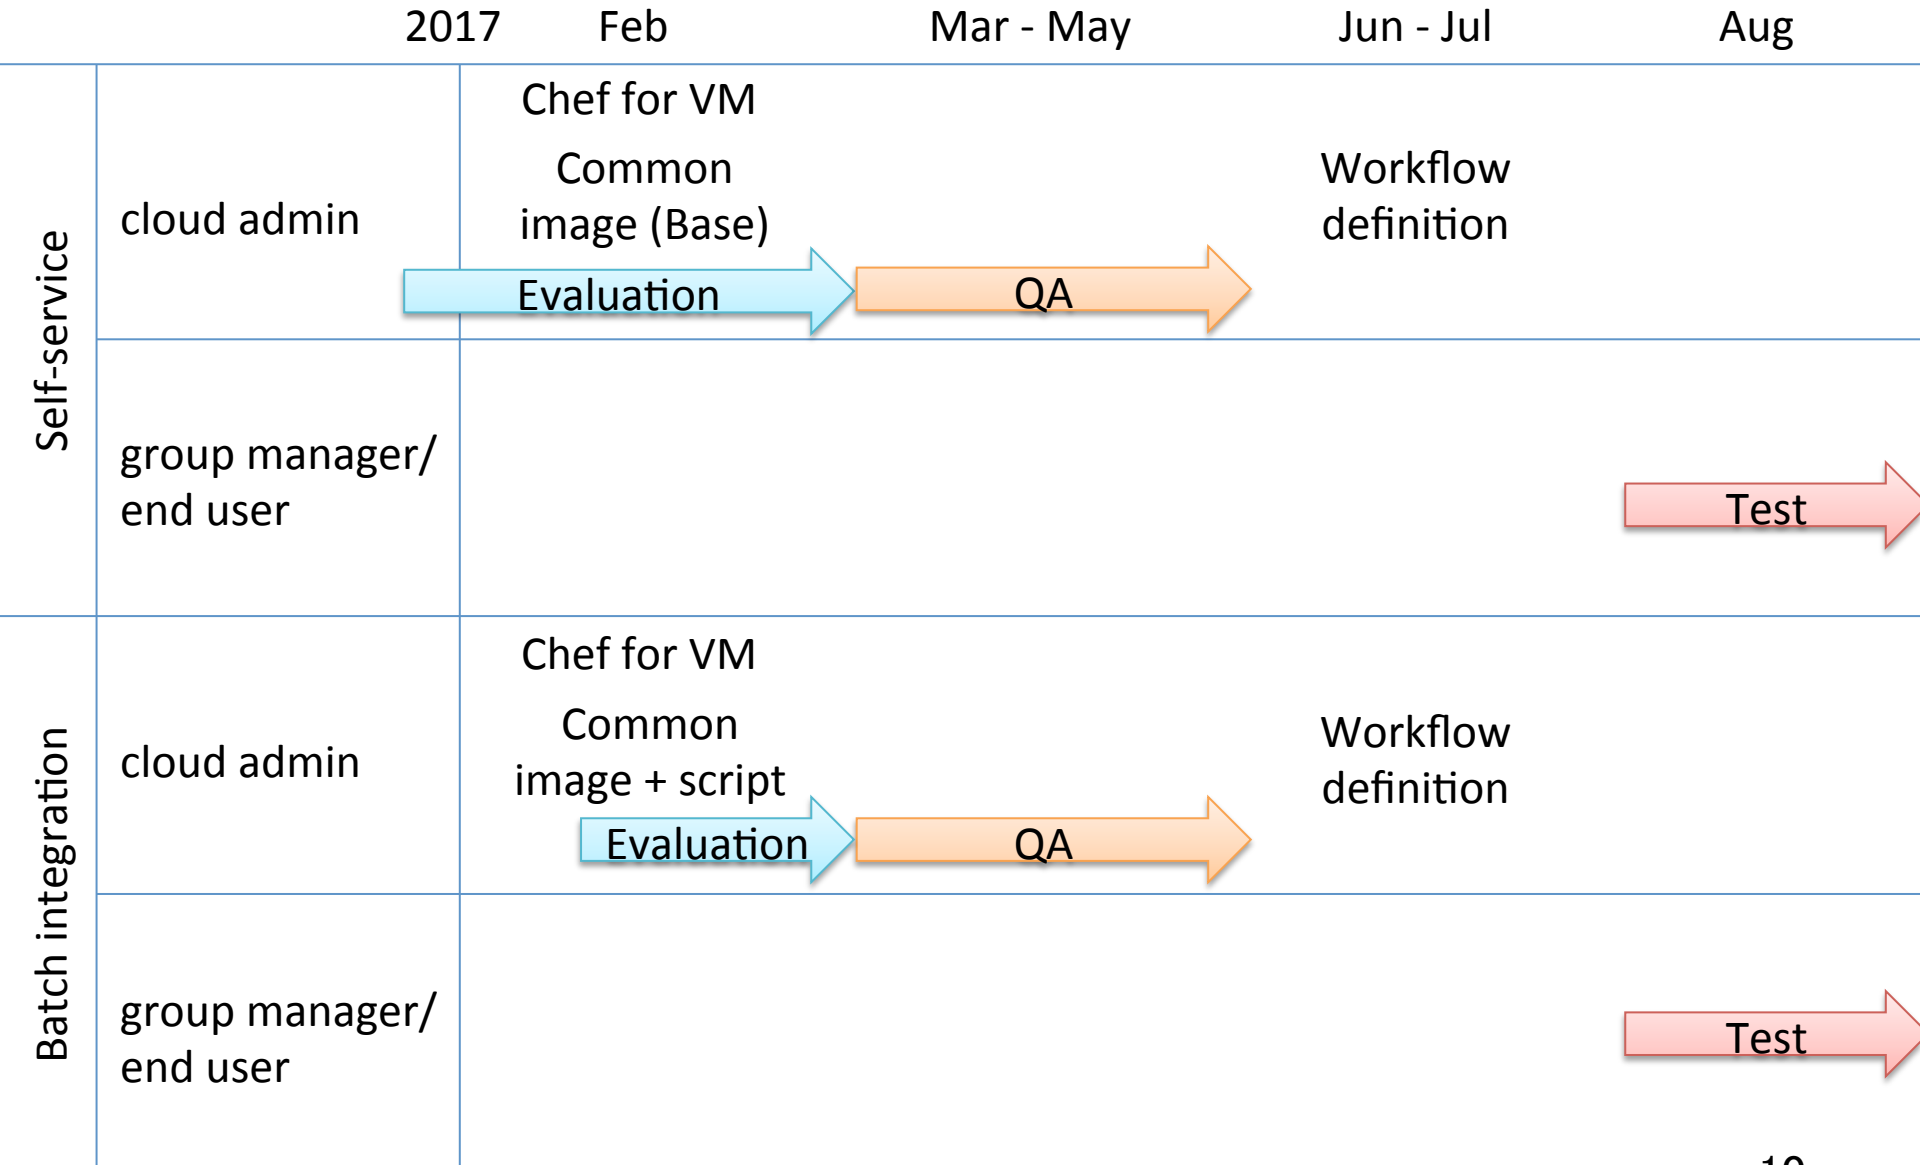 2017 Feb Mar - May Jun - Jul Aug
Self-service
cloud admin
Chef for VM
Common
image (Base)
Evaluation
QA
Workflow
definition
group manager/
end user
Test
Batch integration
cloud admin
Chef for VM
Common
image + script
Evaluation
QA
Workflow
definition
group manager/
end user
Test